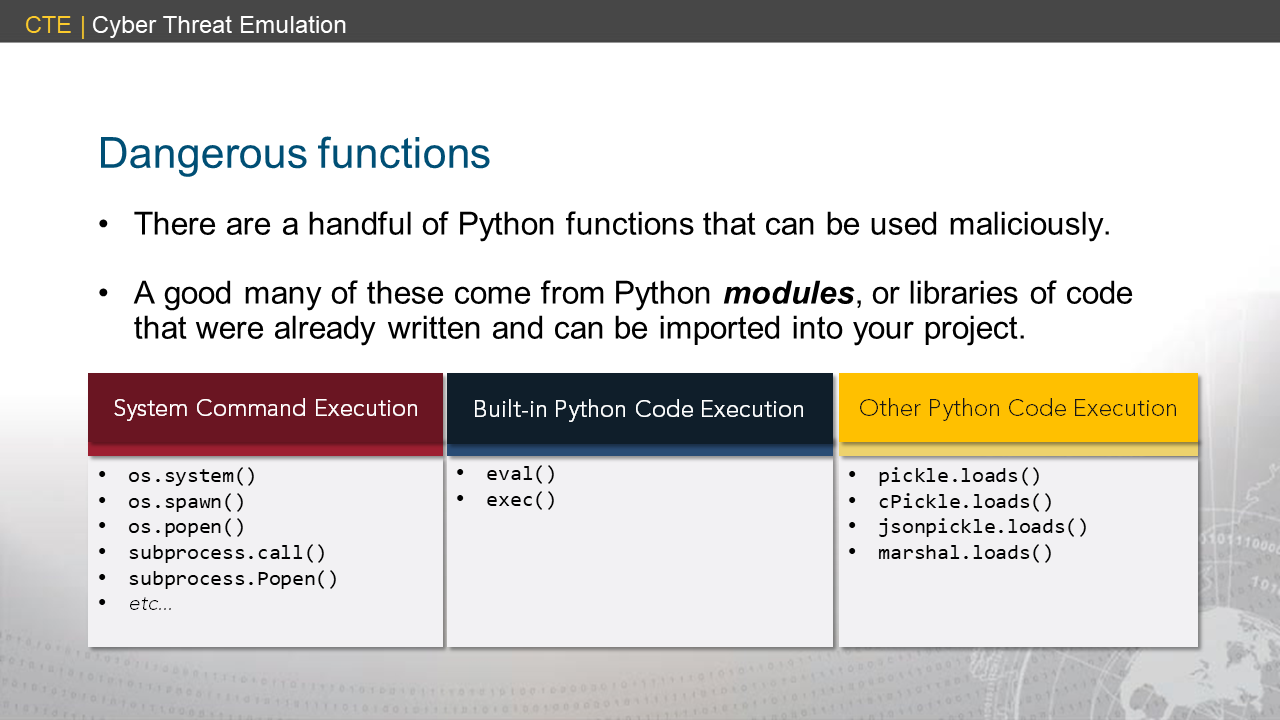 CTE | Cyber Threat Emulation
Dangerous functions
• There are a handful of Python functions that can be used maliciously.
• A good many of these come from Python modules, or libraries of code
that were already written and can be imported into your project.
System Command Execution
• os.system()
• os.spawn()
• os.popen()
• subprocess.call()
• subprocess.Popen()
• etc...
Built-in Python Code Execution
• eval()
• exec()
Other Python Code Execution
• pickle.loads()
• cPickle.loads()
• jsonpickle.loads()
• marshal.loads()